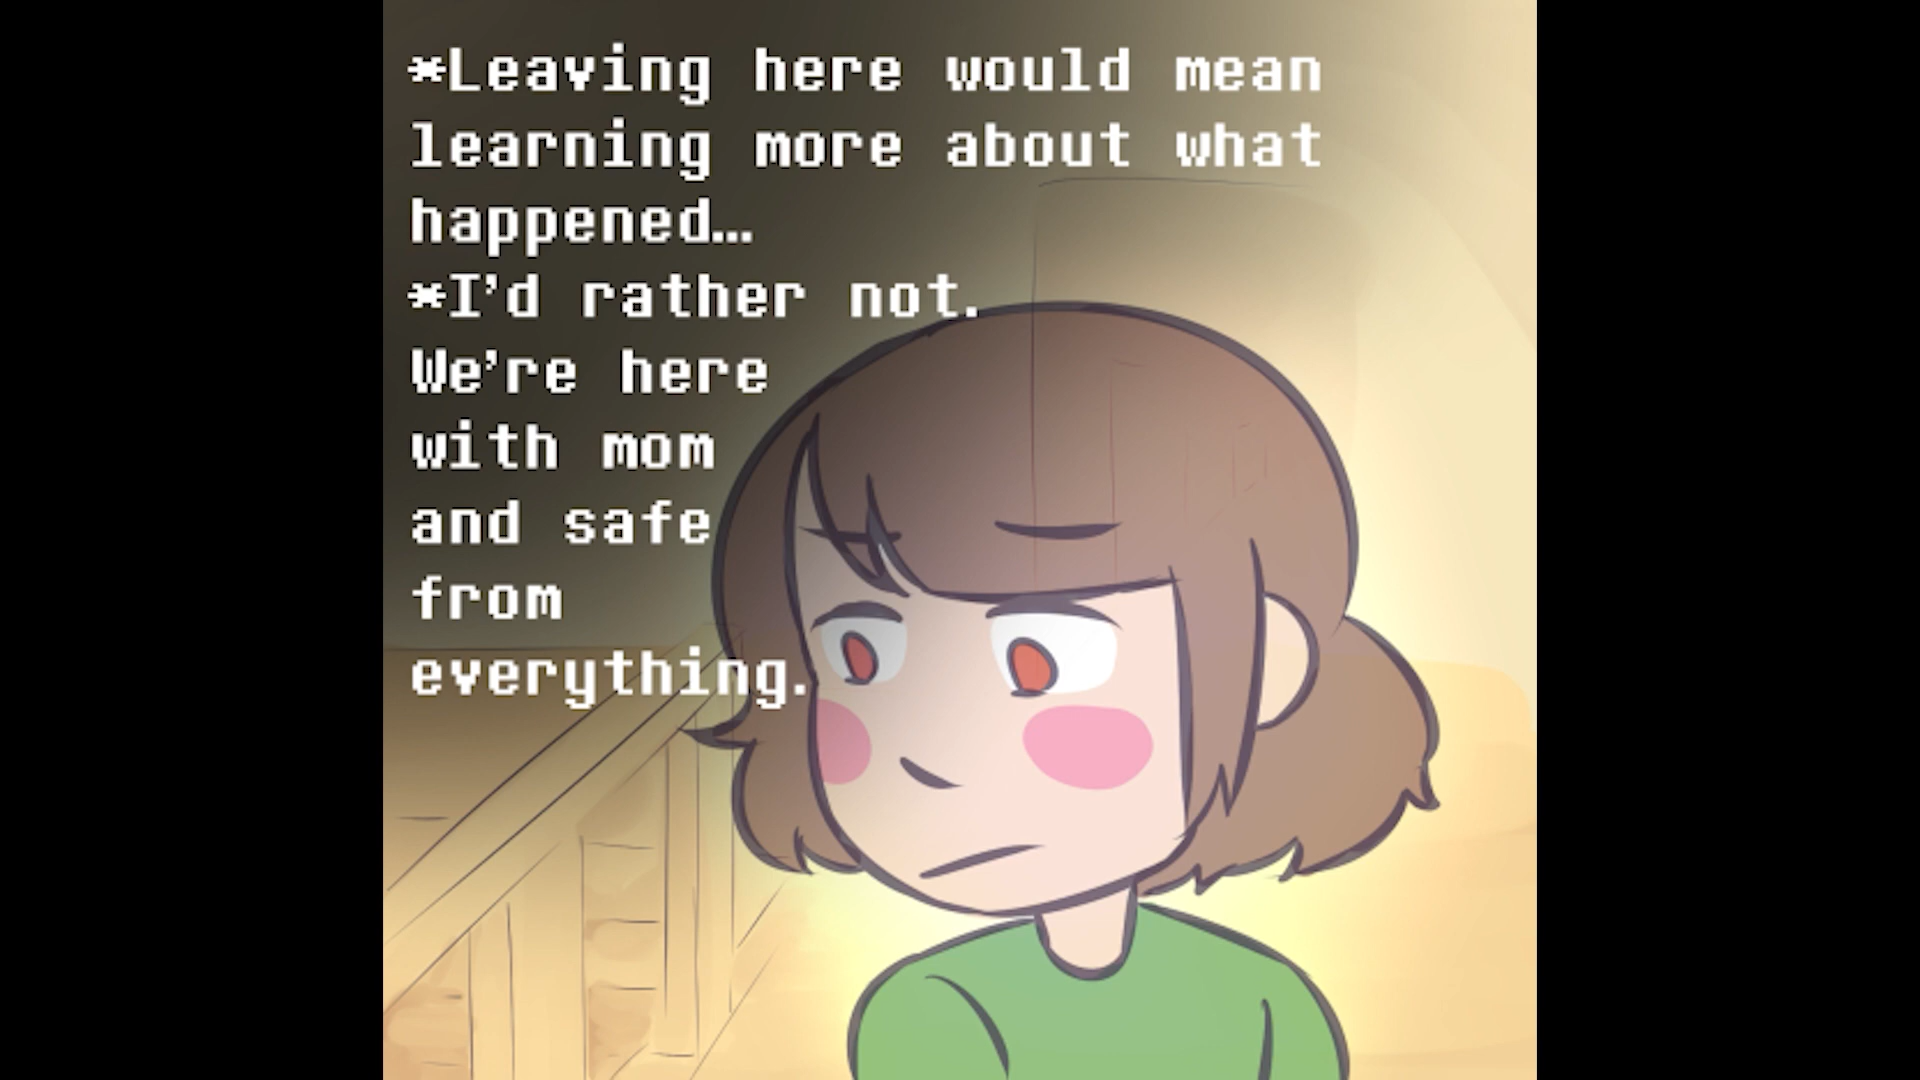 *Leaving here would mean
learning more about what
happened...
*I'd rather not.
We're here
with mom
and safe
from
everything.